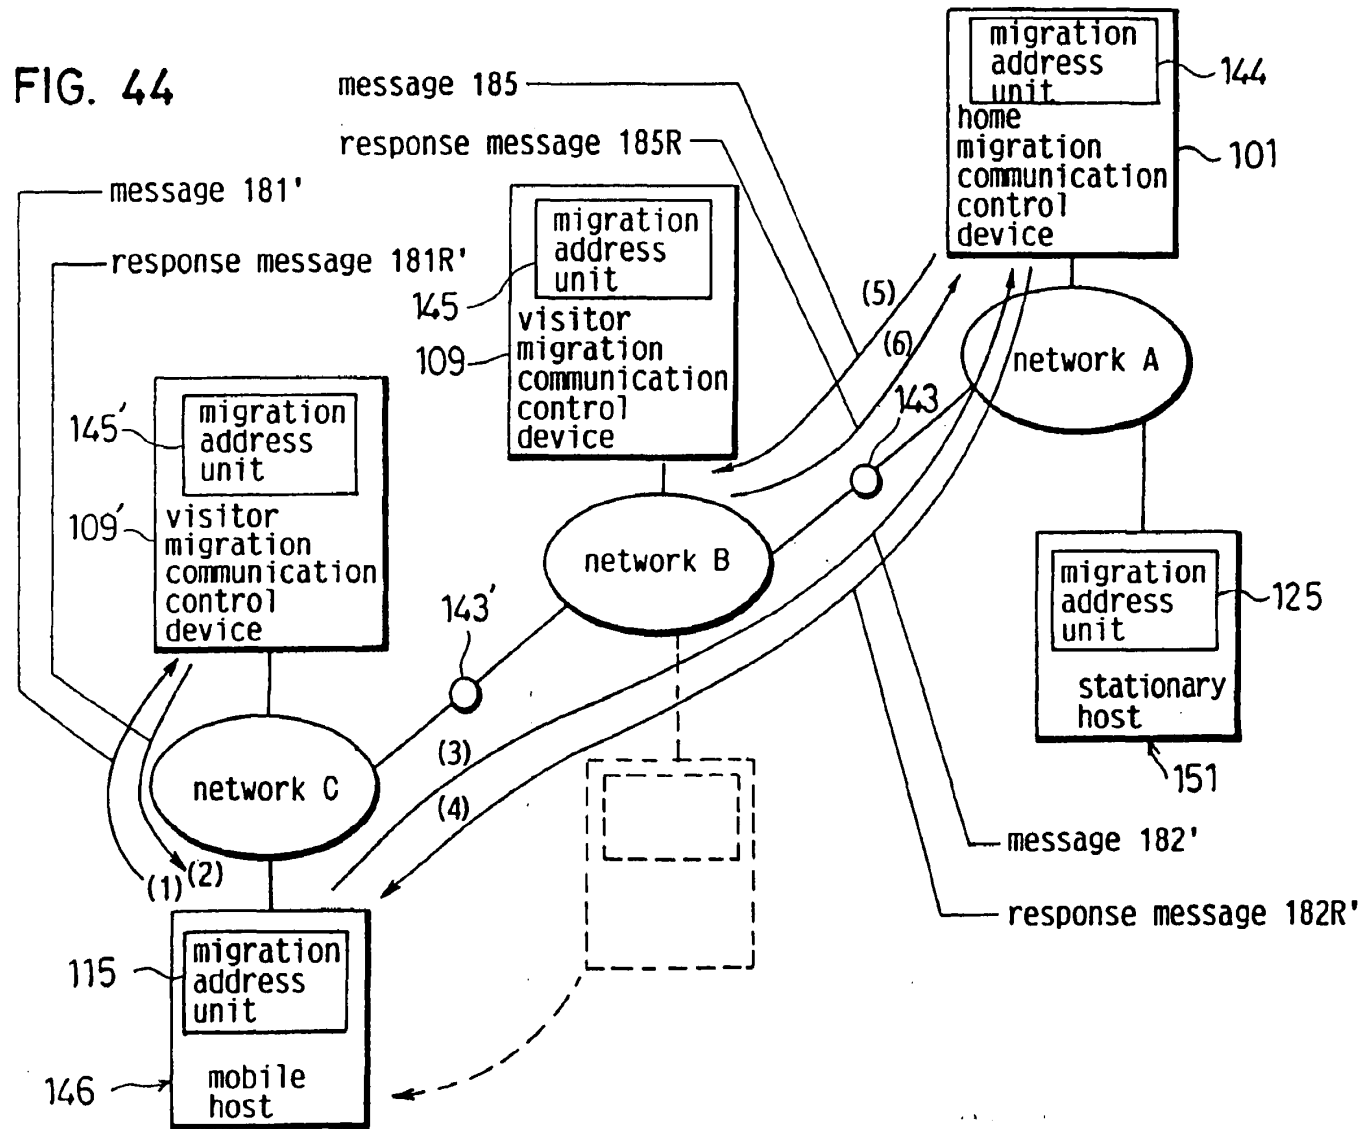 FIG. 44
message 185
response message 185R
message 181'
response message 181R'
migration
address
unit
144
home
migration
communication
control
device
101
migration
address
unit
145
visitor
migration
communication
control
device
109
(5)
(6)
143
network A
migration
address
unit
145'
visitor
migration
communication
control
device
109'
network B
143'
migration
address
unit
125
stationary
host
151
network C
(3)
(4)
(1)
(2)
message 182'
response message 182R'
migration
address
unit
115
mobile
host
146